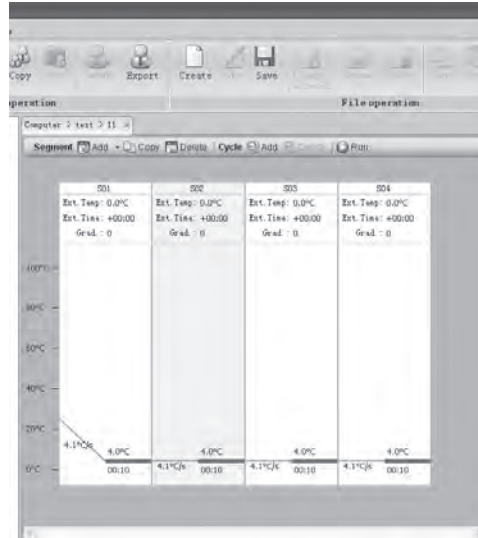 Copy Export Create Save
peration File operation
Computer > test > 11
Segment Add Copy Delete Cycle Add Run
S01 S02 S03 S04
Ext. Temp: 0.0°C Ext. Temp: 0.0°C Ext. Temp: 0.0°C Ext. Temp: 0.0°C
Ext. Time: +00:00 Ext. Time: +00:00 Ext. Time: +00:00 Ext. Time: +00:00
Grad.: 0 Grad.: 0 Grad.: 0 Grad.: 0
100°C
80°C
60°C
40°C
20°C
4.1°C/s 4.0°C 4.0°C 4.0°C 4.0°C
0°C 00:10 4.1°C/s 00:10 4.1°C/s 00:10 4.1°C/s 00:10